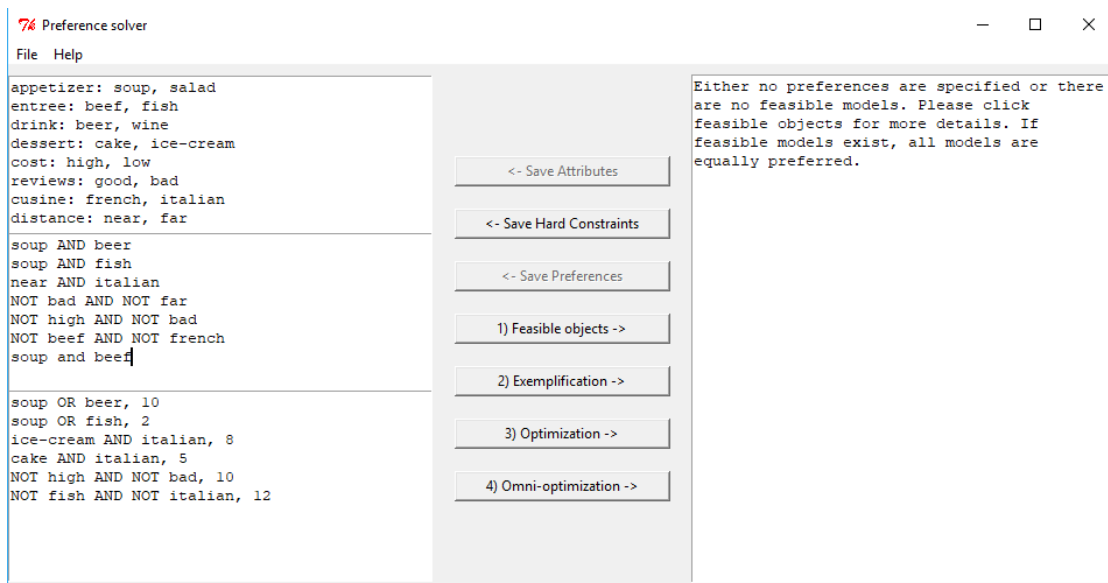 Preference solver
File Help
appetizer: soup, salad
entree: beef, fish
drink: beer, wine
dessert: cake, ice-cream
cost: high, low
reviews: good, bad
cusine: french, italian
distance: near, far
soup AND beer
soup AND fish
near AND italian
NOT bad AND NOT far
NOT high AND NOT bad
NOT beef AND NOT french
soup and beef
soup OR beer, 10
soup OR fish, 2
ice-cream AND italian, 8
cake AND italian, 5
NOT high AND NOT bad, 10
NOT fish AND NOT italian, 12
<- Save Attributes
<- Save Hard Constraints
<- Save Preferences
1) Feasible objects ->
2) Exemplification ->
3) Optimization ->
4) Omni-optimization ->
Either no preferences are specified or there
are no feasible models. Please click
feasible objects for more details. If
feasible models exist, all models are
equally preferred.